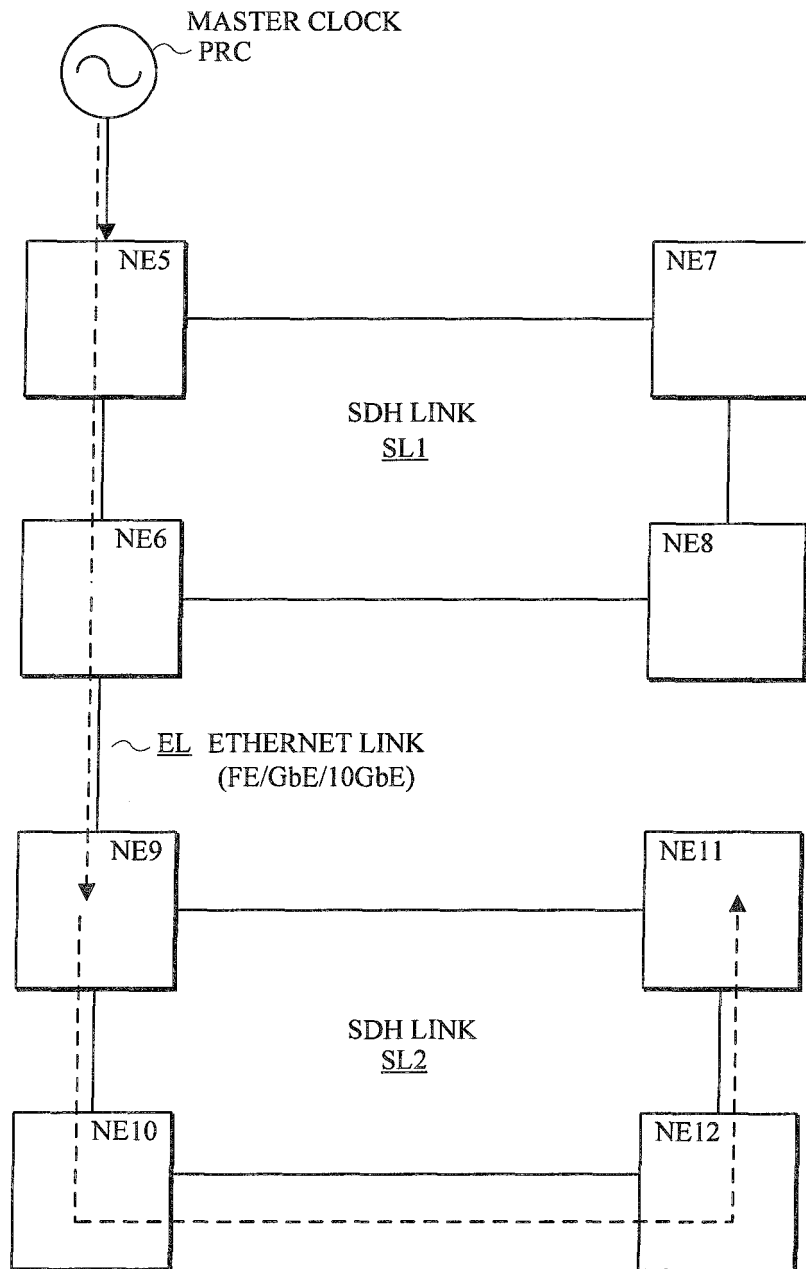 MASTER CLOCK
PRC
NE5
NE7
SDH LINK
SL1
NE6
NE8
EL ETHERNET LINK
(FE/GbE/10GbE)
NE9
NE11
SDH LINK
SL2
NE10
NE12